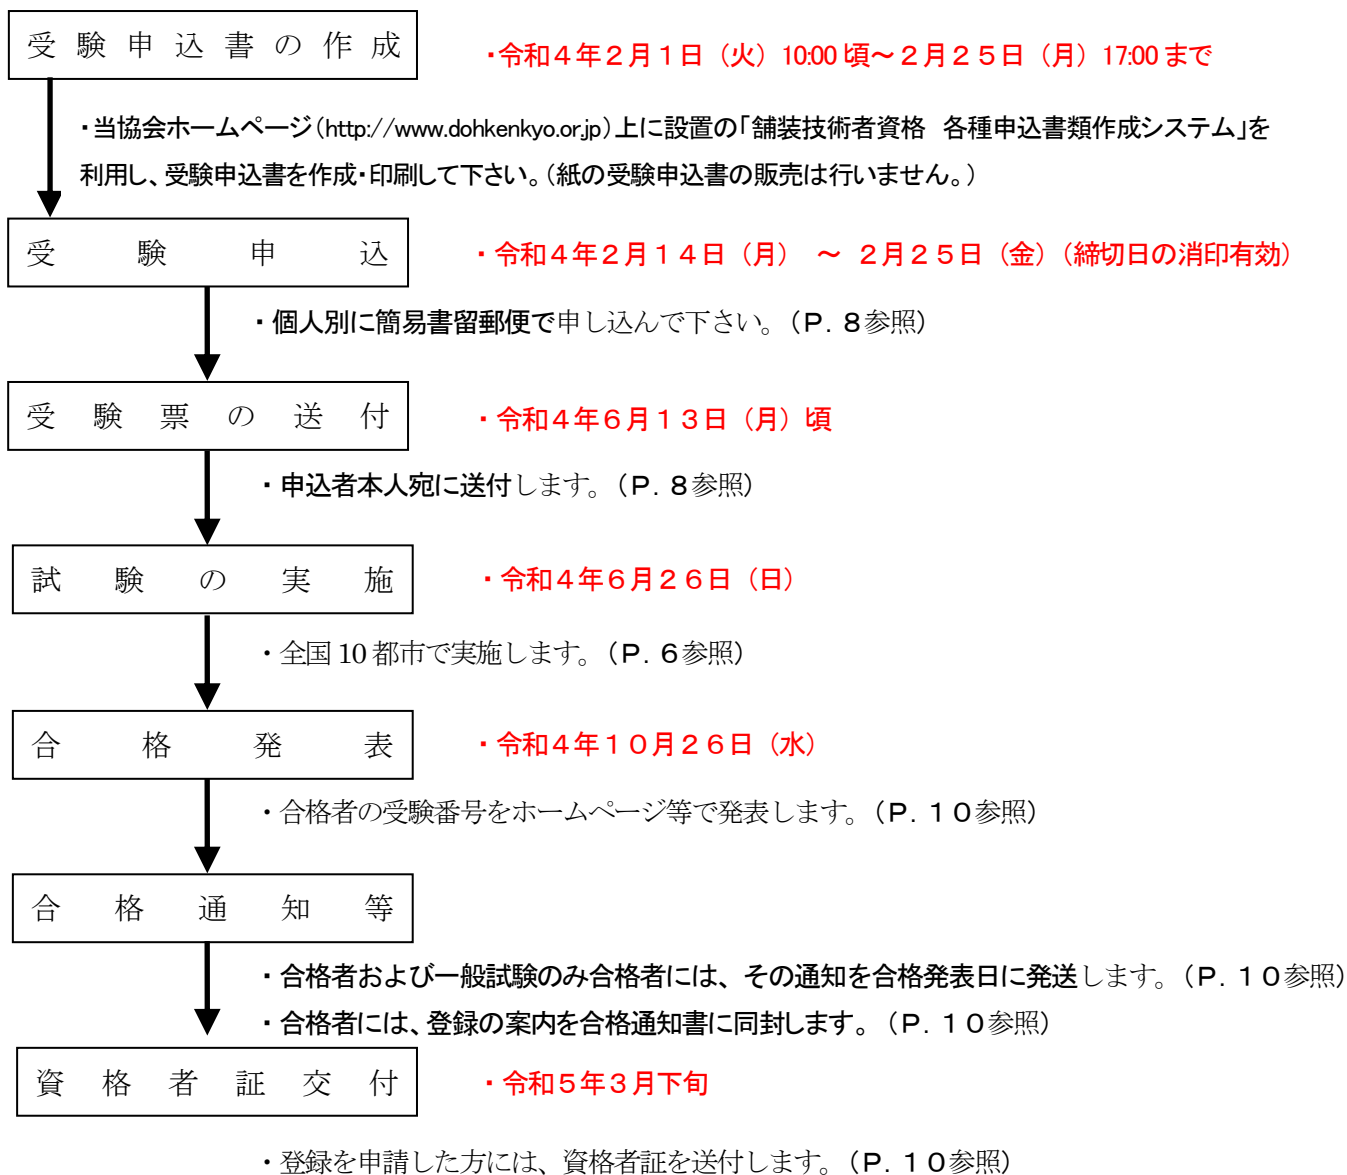 受験申込書の作成
・令和４年２月１日（火）10:00頃～２月２５日（月）17:00まで
・当協会ホームページ（http://www.dohkenkyo.or.jp）上に設置の「舗装技術者資格　各種申込書類作成システム」を
利用し、受験申込書を作成・印刷して下さい。（紙の受験申込書の販売は行いません。）
受験申込
・令和４年２月１４日（月）　～　２月２５日（金）（締切日の消印有効）
・個人別に簡易書留郵便で申し込んで下さい。（Ｐ．８参照）
受験票の送付
・令和４年６月１３日（月）頃
・申込者本人宛に送付します。（Ｐ．８参照）
試験の実施
・令和４年６月２６日（日）
・全国10都市で実施します。（Ｐ．６参照）
合格発表
・令和４年１０月２６日（水）
・合格者の受験番号をホームページ等で発表します。（Ｐ．１０参照）
合格通知等
・合格者および一般試験のみ合格者には、その通知を合格発表日に発送します。（Ｐ．１０参照）
・合格者には、登録の案内を合格通知書に同封します。（Ｐ．１０参照）
資格者証交付
・令和５年３月下旬
・登録を申請した方には、資格者証を送付します。（Ｐ．１０参照）